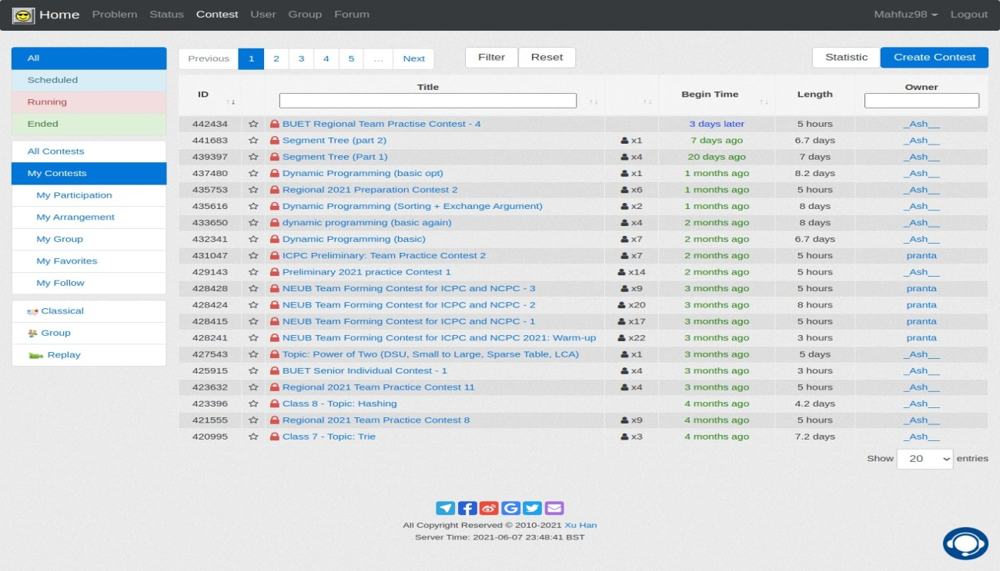 Home Problem Status Contest User Group Forum Mahfuz98 Logout
All
Scheduled
Running
Ended
All Contests
My Contests
My Participation
My Arrangement
My Group
My Favorites
My Follow
Classical
Group
Replay
Previous 1 2 3 4 5 ... Next Filter Reset Statistic Create Contest
ID Title Begin Time Length Owner
442434 BUET Regional Team Practise Contest - 4 3 days later 5 hours _Ash__
441683 Segment Tree (part 2) x1 7 days ago 6.7 days _Ash__
439397 Segment Tree (Part 1) x4 20 days ago 7 days _Ash__
437480 Dynamic Programming (basic opt) x1 1 months ago 8.2 days _Ash__
435753 Regional 2021 Preparation Contest 2 x6 1 months ago 5 hours _Ash__
435616 Dynamic Programming (Sorting + Exchange Argument) x2 1 months ago 8 days _Ash__
433650 dynamic programming (basic again) x4 2 months ago 8 days _Ash__
432341 Dynamic Programming (basic) x7 2 months ago 6.7 days _Ash__
431047 ICPC Preliminary: Team Practice Contest 2 x7 2 months ago 5 hours pranta
429143 Preliminary 2021 practice Contest 1 x14 2 months ago 5 hours _Ash__
428428 NEUB Team Forming Contest for ICPC and NCPC - 3 x9 3 months ago 5 hours pranta
428424 NEUB Team Forming Contest for ICPC and NCPC - 2 x20 3 months ago 8 hours pranta
428415 NEUB Team Forming Contest for ICPC and NCPC - 1 x17 3 months ago 5 hours pranta
428241 NEUB Team Forming Contest for ICPC and NCPC 2021: Warm-up x22 3 months ago 3 hours pranta
427543 Topic: Power of Two (DSU, Small to Large, Sparse Table, LCA) x1 3 months ago 5 days _Ash__
425915 BUET Senior Individual Contest - 1 x4 3 months ago 3 hours _Ash__
423632 Regional 2021 Team Practice Contest 11 x4 3 months ago 5 hours _Ash__
423396 Class 8 - Topic: Hashing 4 months ago 4.2 days _Ash__
421555 Regional 2021 Team Practice Contest 8 x9 4 months ago 5 hours _Ash__
420995 Class 7 - Topic: Trie x3 4 months ago 7.2 days _Ash__
Show 20 entries
All Copyright Reserved © 2010-2021 Xu Han
Server Time: 2021-06-07 23:48:41 BST